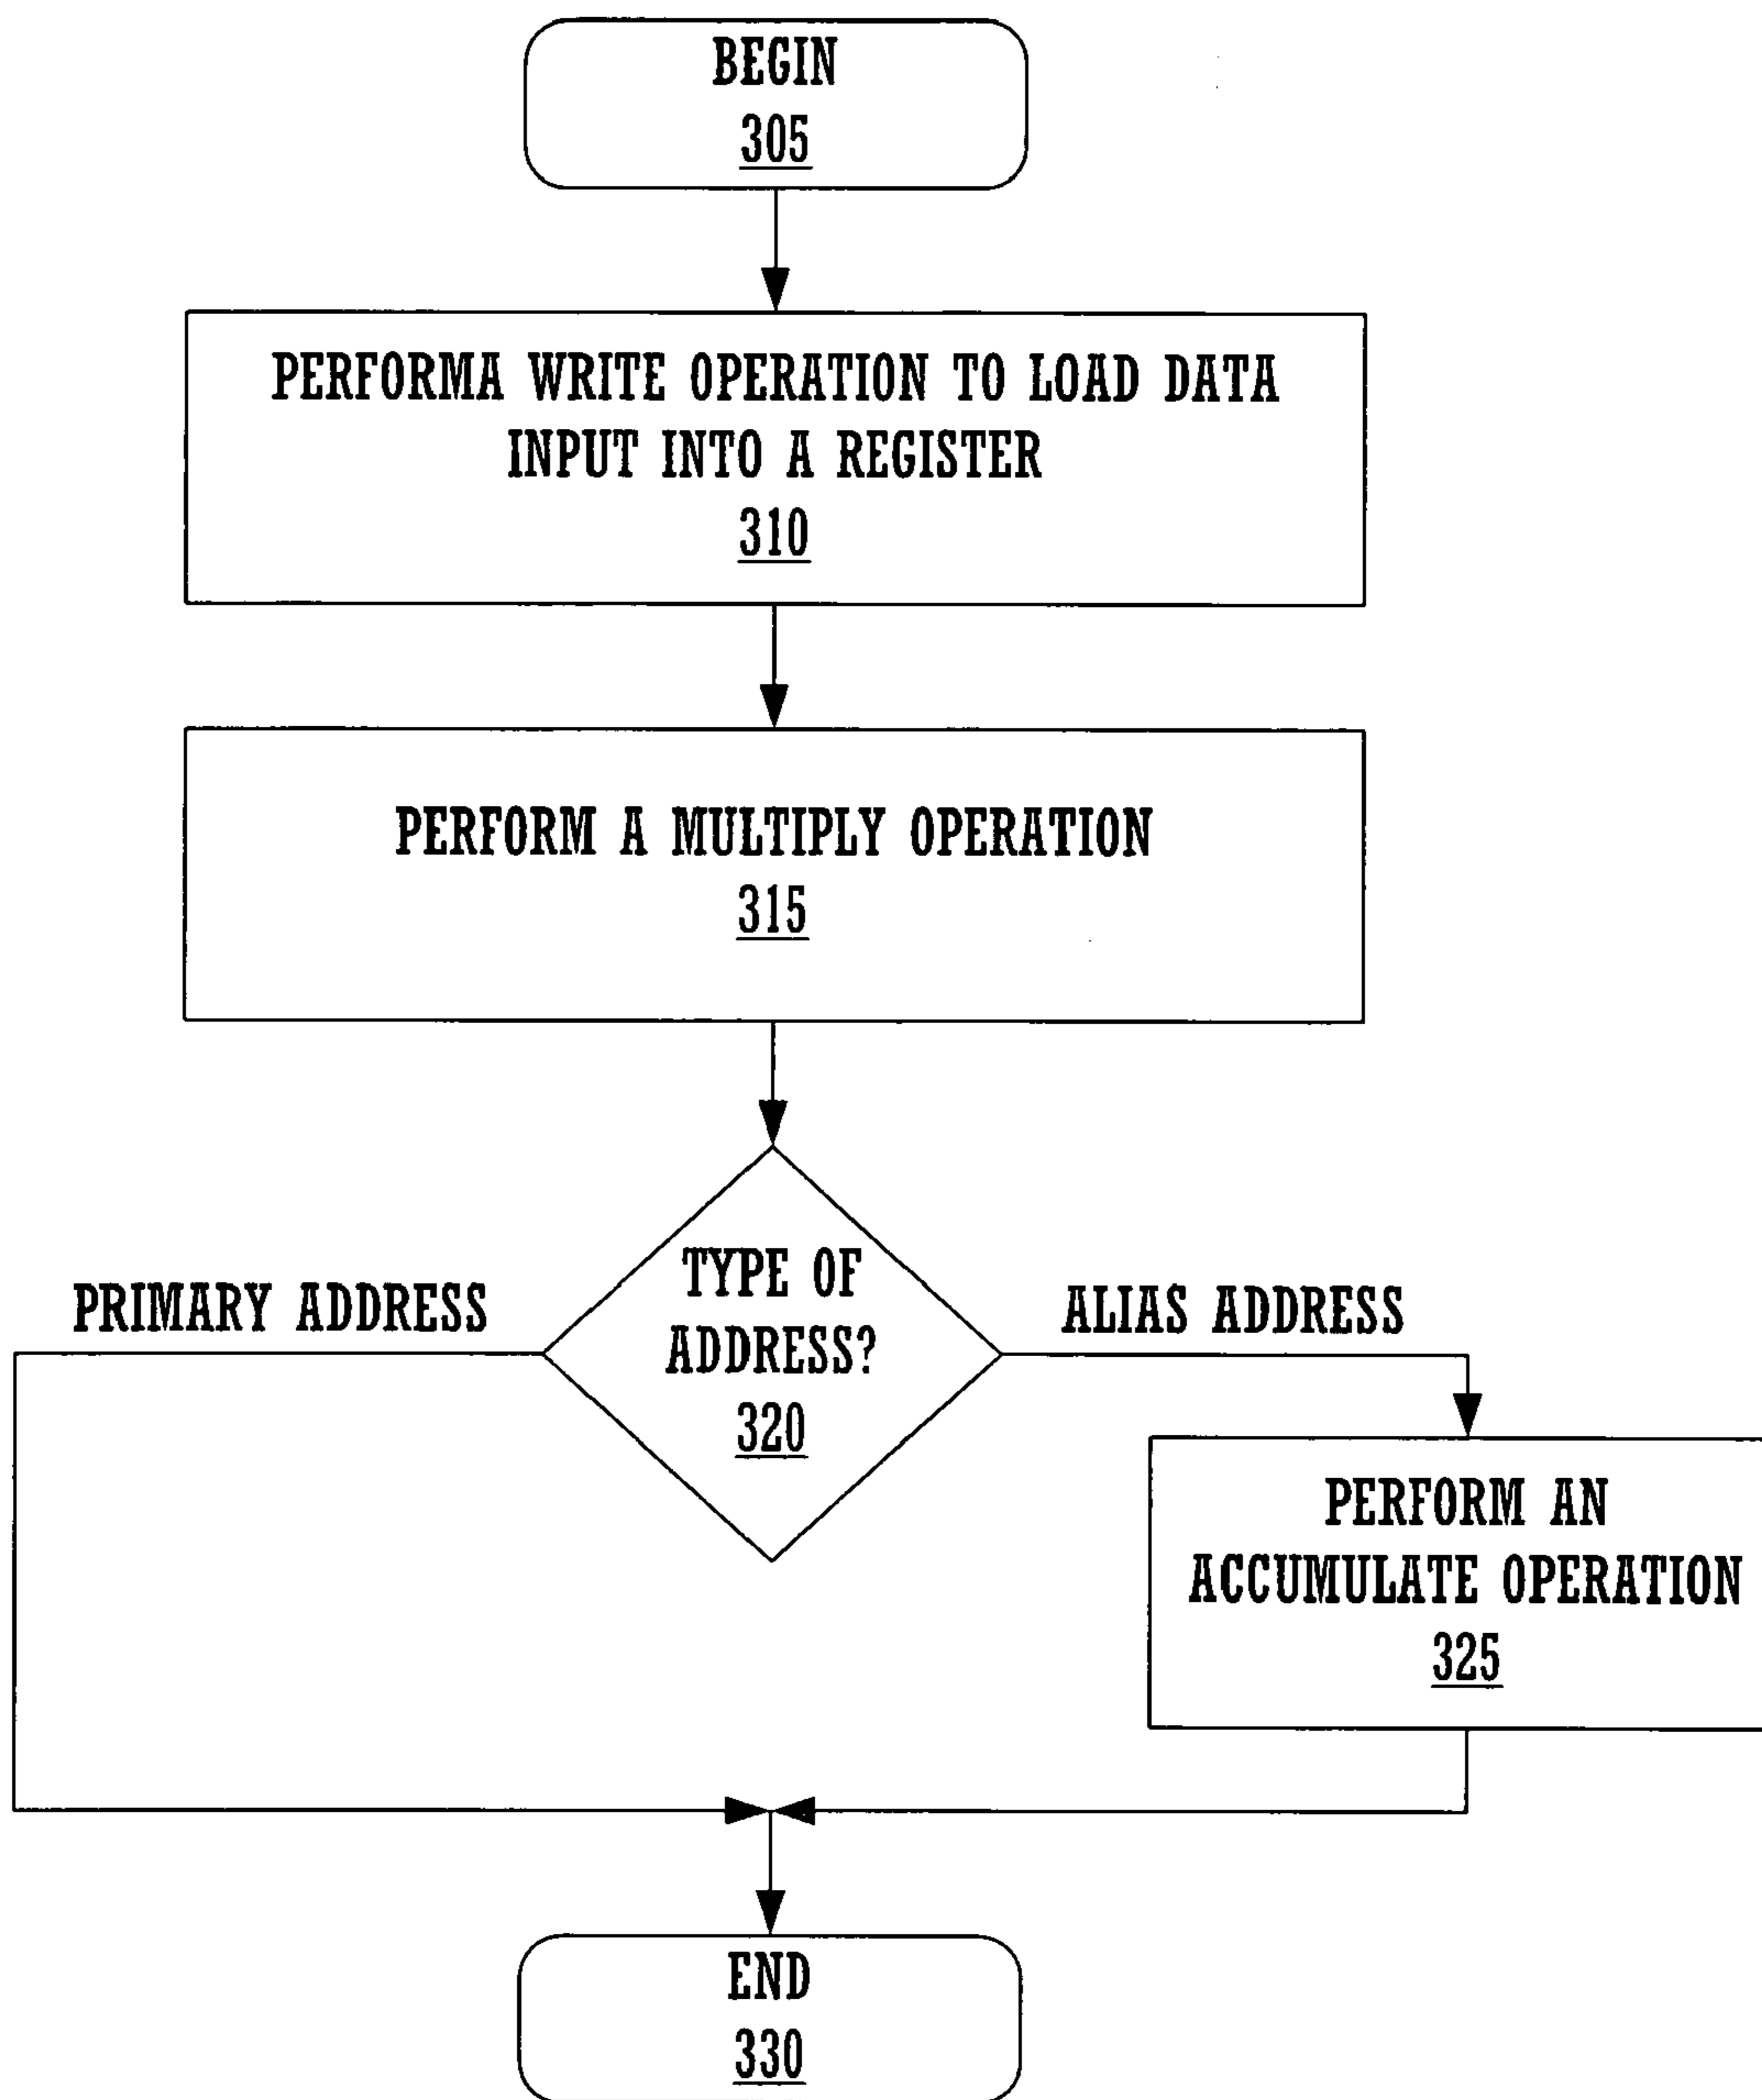 BEGIN
305
PERFORMA WRITE OPERATION TO LOAD DATA
INPUT INTO A REGISTER
310
PERFORM A MULTIPLY OPERATION
315
TYPE OF
ADDRESS?
320
PRIMARY ADDRESS
ALIAS ADDRESS
PERFORM AN
ACCUMULATE OPERATION
325
END
330